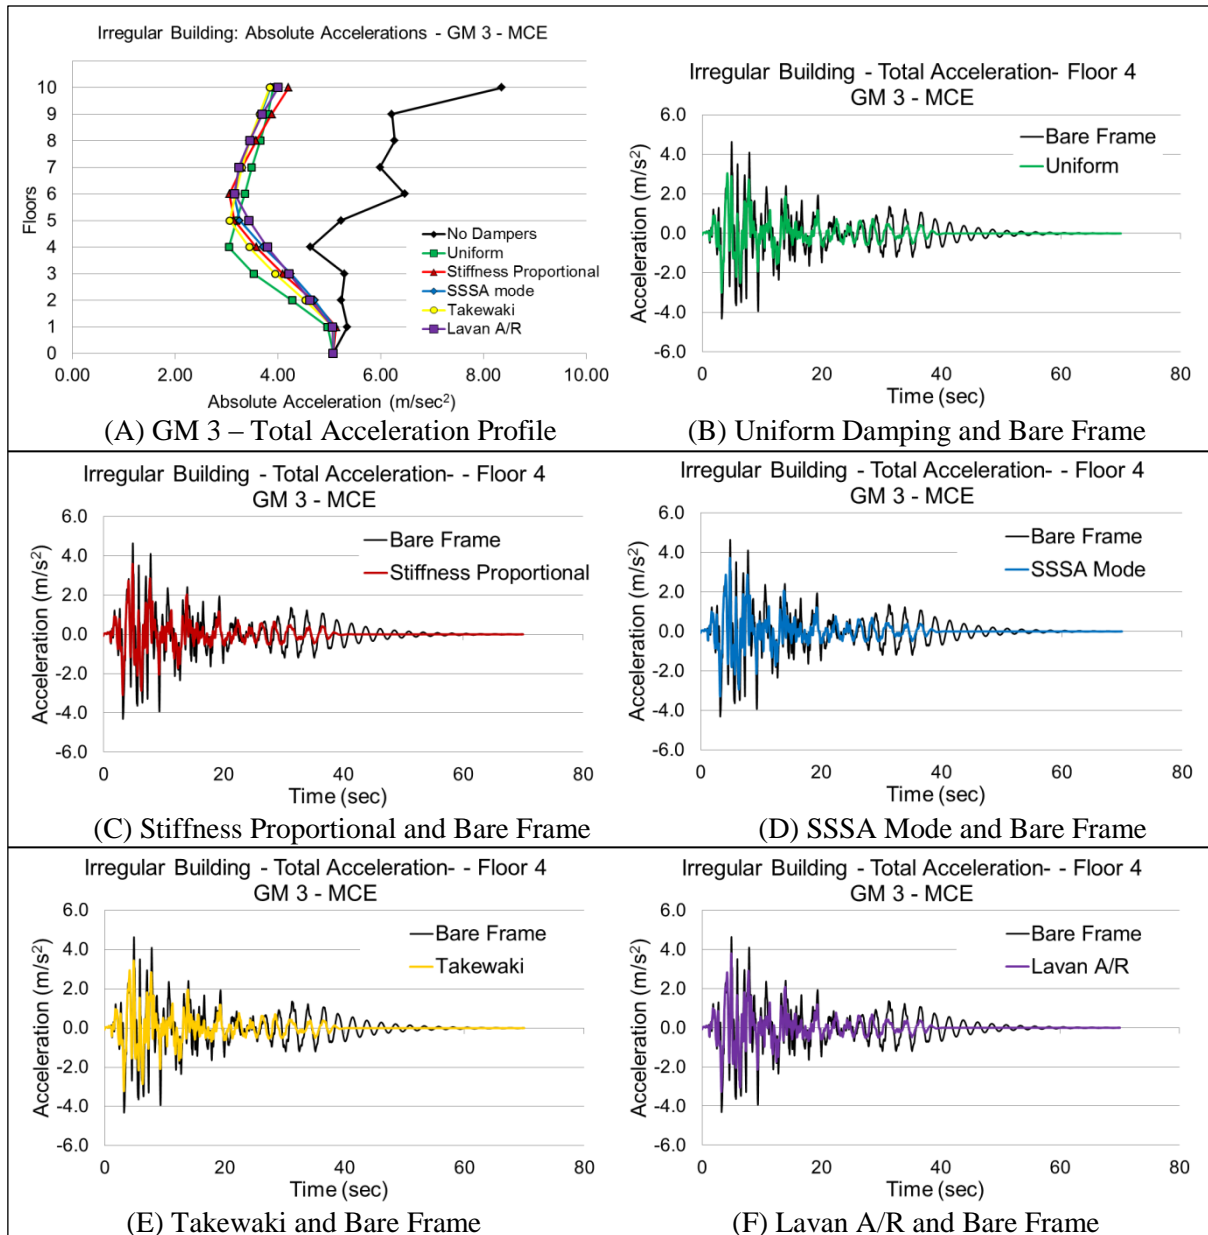 Irregular Building: Absolute Accelerations - GM 3 - MCE
Floors
10
9
8
7
6
5
4
3
2
1
0
No Dampers
Uniform
Stiffness Proportional
SSSA mode
Takewaki
Lavan A/R
0.00 2.00 4.00 6.00 8.00 10.00
Absolute Acceleration (m/sec²)
(A) GM 3 – Total Acceleration Profile
Irregular Building - Total Acceleration- Floor 4
GM 3 - MCE
Acceleration (m/s²)
6.0
4.0
2.0
0.0
-2.0
-4.0
-6.0
Bare Frame
Uniform
0 20 40 60 80
Time (sec)
(B) Uniform Damping and Bare Frame
Irregular Building - Total Acceleration- - Floor 4
GM 3 - MCE
Acceleration (m/s²)
6.0
4.0
2.0
0.0
-2.0
-4.0
-6.0
Bare Frame
Stiffness Proportional
0 20 40 60 80
Time (sec)
(C) Stiffness Proportional and Bare Frame
Irregular Building - Total Acceleration- - Floor 4
GM 3 - MCE
Acceleration (m/s²)
6.0
4.0
2.0
0.0
-2.0
-4.0
-6.0
Bare Frame
SSSA Mode
0 20 40 60 80
Time (sec)
(D) SSSA Mode and Bare Frame
Irregular Building - Total Acceleration- - Floor 4
GM 3 - MCE
Acceleration (m/s²)
6.0
4.0
2.0
0.0
-2.0
-4.0
-6.0
Bare Frame
Takewaki
0 20 40 60 80
Time (sec)
(E) Takewaki and Bare Frame
Irregular Building - Total Acceleration- - Floor 4
GM 3 - MCE
Acceleration (m/s²)
6.0
4.0
2.0
0.0
-2.0
-4.0
-6.0
Bare Frame
Lavan A/R
0 20 40 60 80
Time (sec)
(F) Lavan A/R and Bare Frame